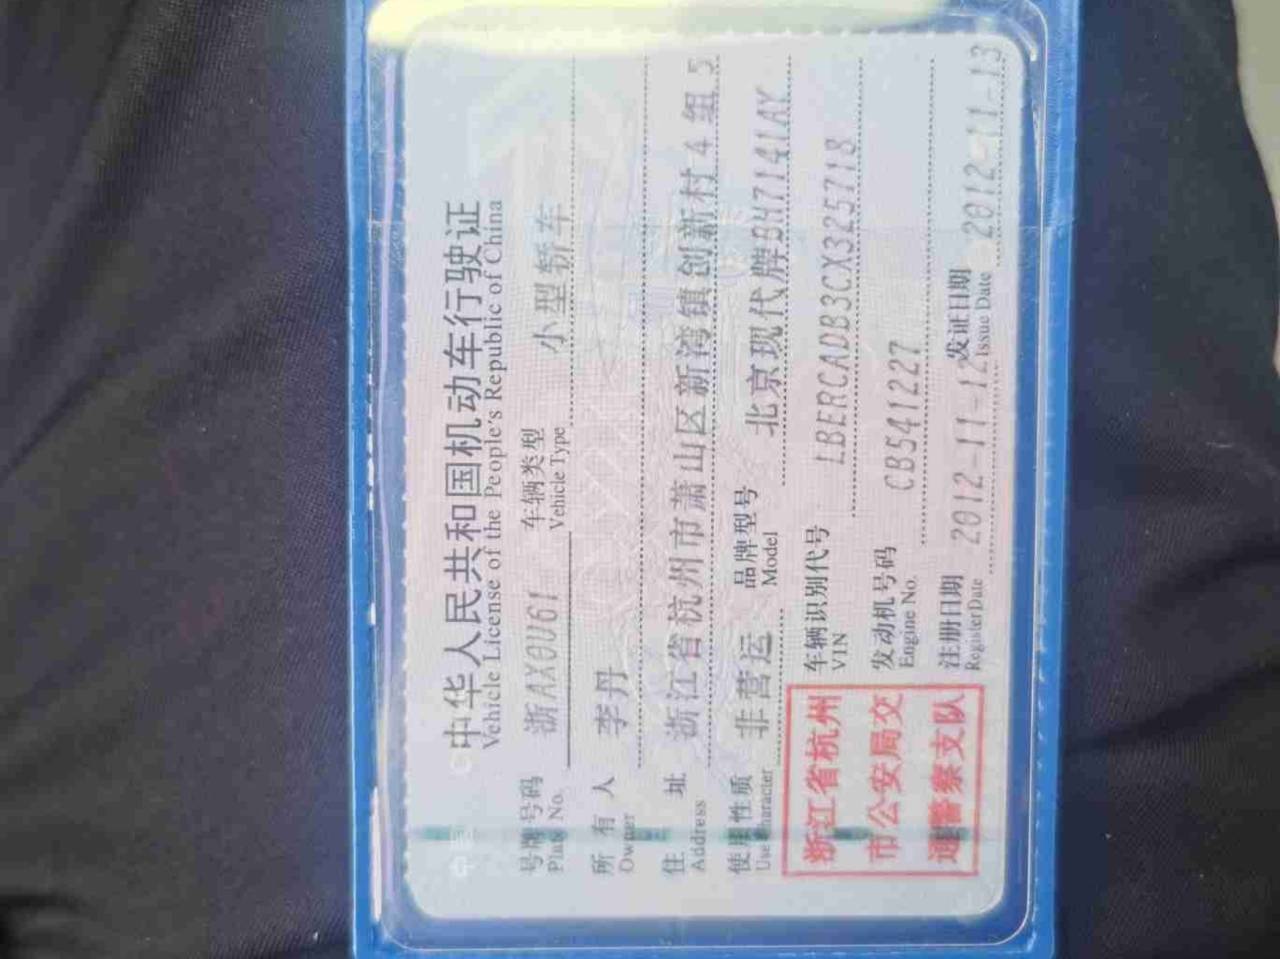 中华人民共和国机动车行驶证
Vehicle License of the People's Republic of China
号牌号码 浙AX0U61 车辆类型 小型轿车
Plate No. Vehicle Type
所有人 李丹
Owner
住址 浙江省杭州市萧山区新湾镇创新村4组5
Address
使用性质 非营运 品牌型号 北京现代牌BH7141AY
Use Character Model
浙江省杭州
市公安局交
通警察支队
车辆识别代号 LBERCADB3CX325718
VIN
发动机号码 CB541227
Engine No.
注册日期 2012-11-12 发证日期 2012-11-13
Register Date Issue Date